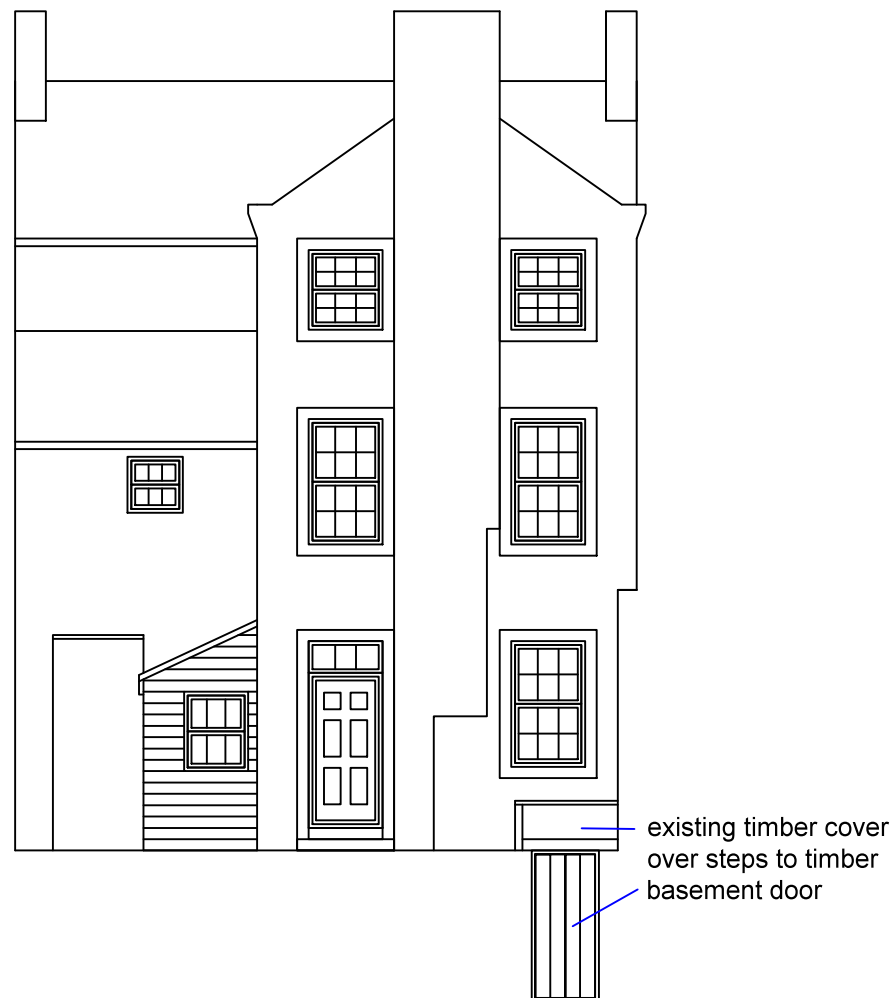 existing timber cover
over steps to timber
basement door